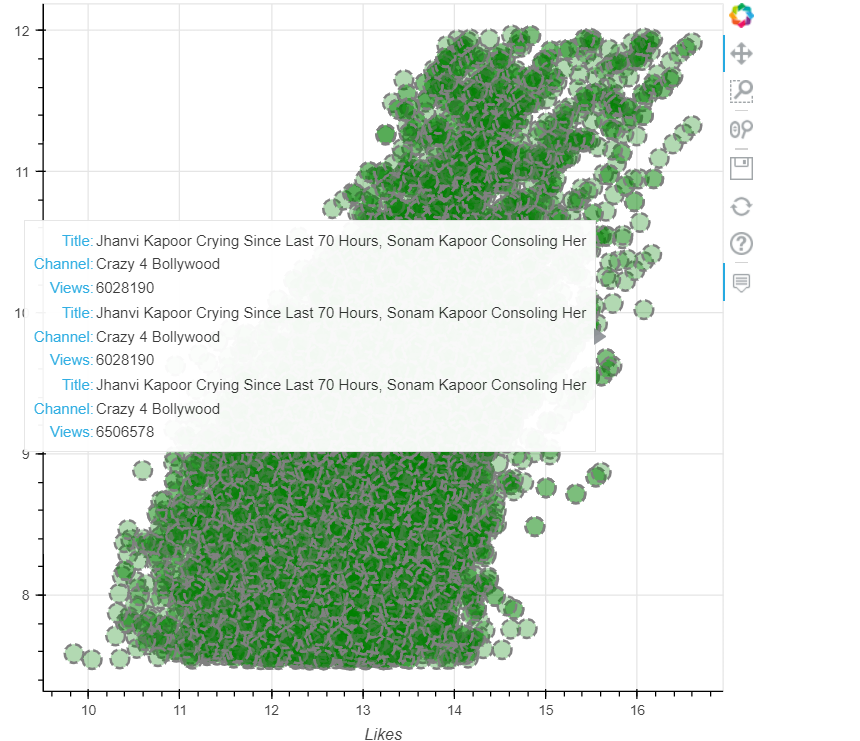 12
11
Title: Jhanvi Kapoor Crying Since Last 70 Hours, Sonam Kapoor Consoling Her
Channel: Crazy 4 Bollywood
Views: 6028190
Title: Jhanvi Kapoor Crying Since Last 70 Hours, Sonam Kapoor Consoling Her
Channel: Crazy 4 Bollywood
Views: 6028190
Title: Jhanvi Kapoor Crying Since Last 70 Hours, Sonam Kapoor Consoling Her
Channel: Crazy 4 Bollywood
Views: 6506578
9
8
10 11 12 13 14 15 16
Likes